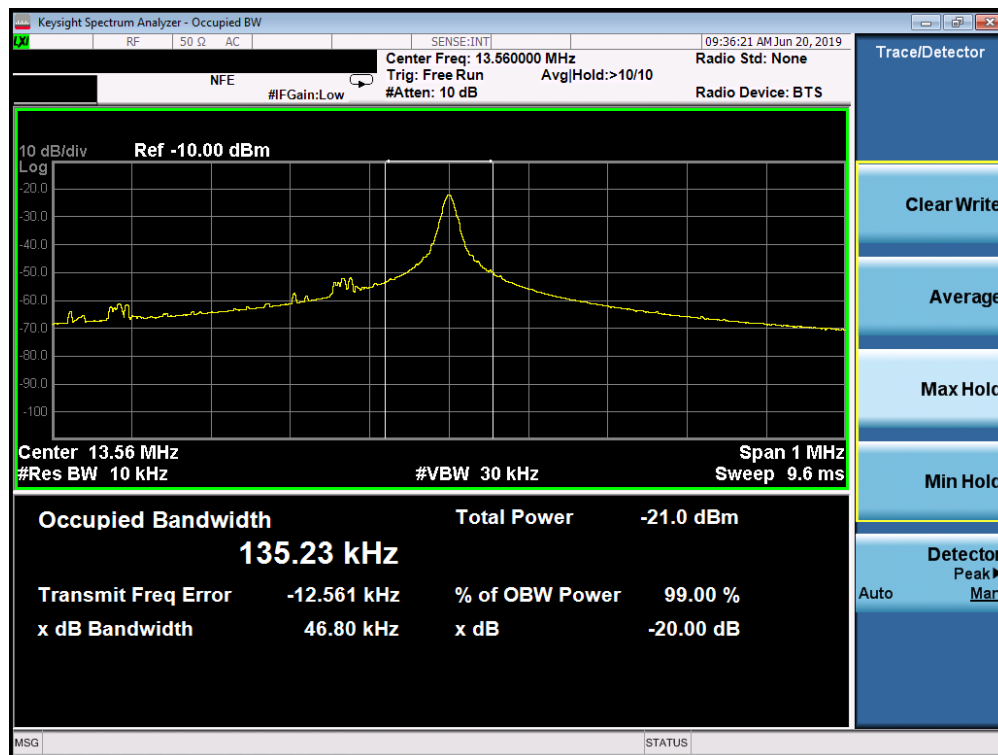 Keysight Spectrum Analyzer - Occupied BW
LXI RF 50 Ω AC SENSE:INT 09:36:21 AM Jun 20, 2019
Center Freq: 13.560000 MHz Radio Std: None
NFE Trig: Free Run Avg|Hold:>10/10
#IFGain:Low #Atten: 10 dB Radio Device: BTS
10 dB/div Ref -10.00 dBm
Log
-20.0
-30.0
-40.0
-50.0
-60.0
-70.0
-80.0
-90.0
-100
Center 13.56 MHz Span 1 MHz
#Res BW 10 kHz #VBW 30 kHz Sweep 9.6 ms
Occupied Bandwidth Total Power -21.0 dBm
135.23 kHz
Transmit Freq Error -12.561 kHz % of OBW Power 99.00 %
x dB Bandwidth 46.80 kHz x dB -20.00 dB
MSG STATUS
Trace/Detector
Clear Write
Average
Max Hold
Min Hold
Detector
Peak▶
Auto Man